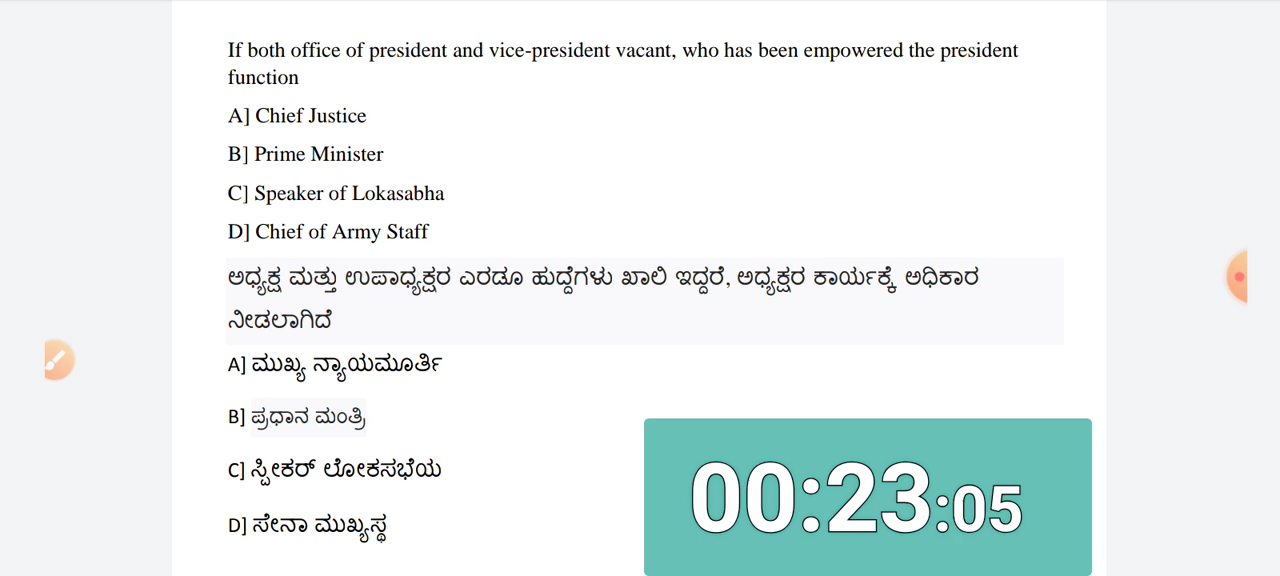 If both office of president and vice-president vacant, who has been empowered the president
function
A] Chief Justice
B] Prime Minister
C] Speaker of Lokasabha
D] Chief of Army Staff
ಅಧ್ಯಕ್ಷ ಮತ್ತು ಉಪಾಧ್ಯಕ್ಷರ ಎರಡೂ ಹುದ್ದೆಗಳು ಖಾಲಿ ಇದ್ದರೆ, ಅಧ್ಯಕ್ಷರ ಕಾರ್ಯಕ್ಕೆ ಅಧಿಕಾರ
ನೀಡಲಾಗಿದೆ
A] ಮುಖ್ಯ ನ್ಯಾಯಮೂರ್ತಿ
B] ಪ್ರಧಾನ ಮಂತ್ರಿ
C] ಸ್ಪೀಕರ್ ಲೋಕಸಭೆಯ
D] ಸೇನಾ ಮುಖ್ಯಸ್ಥ
00:23:05